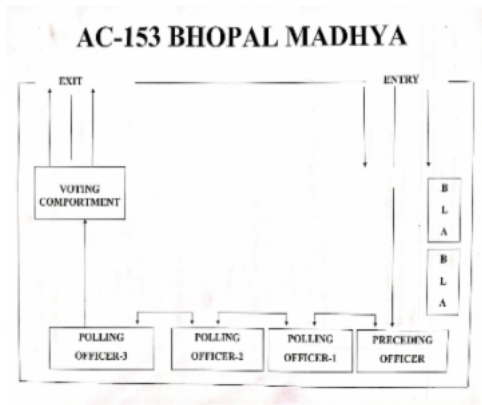 AC-153 BHOPAL MADHYA
EXIT
ENTRY
VOTING
COMPORTMENT
B
L
A
B
L
A
POLLING
OFFICER-3
POLLING
OFFICER-2
POLLING
OFFICER-1
PRECEDING
OFFICER